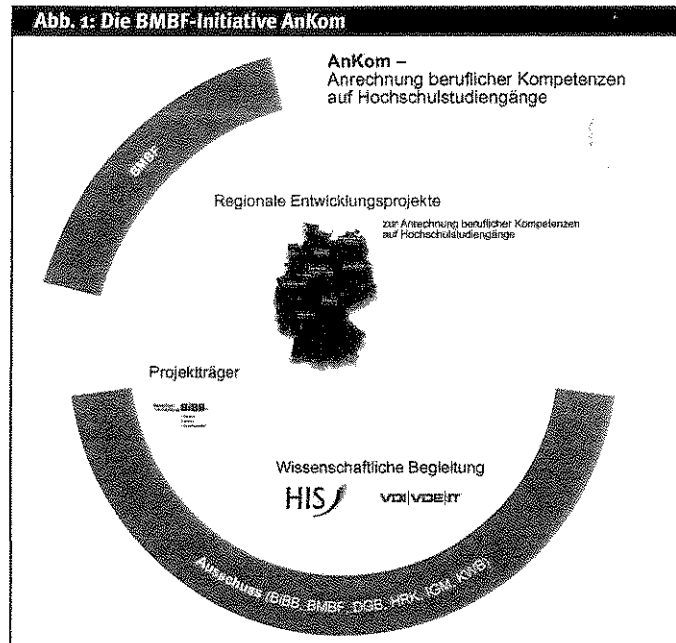 Abb. 1: Die BMBF-Initiative AnKom
AnKom –
Anrechnung beruflicher Kompetenzen
auf Hochschulstudiengänge
BMBF
Regionale Entwicklungsprojekte
zur Anrechnung beruflicher Kompetenzen
auf Hochschulstudiengänge
Projektträger
BiBB
Wissenschaftliche Begleitung
HIS
VDI|VDE|IT
Ausschuss (BiBB, BMBF, DGB, HRK, IGM, KWB)